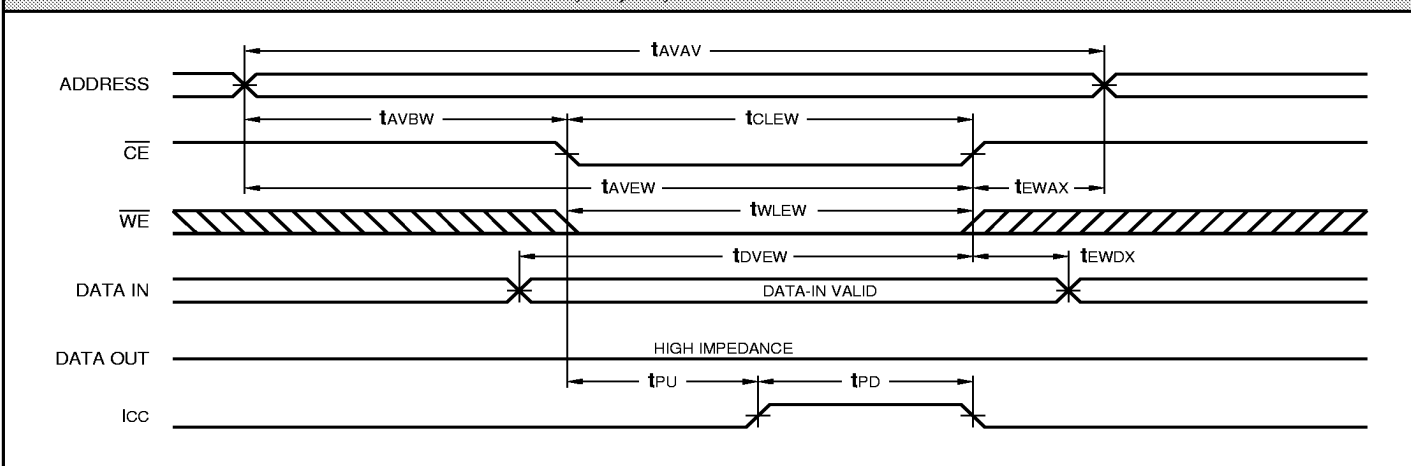 tAVAV
ADDRESS
tAVBW
tCLEW
CE
tAVEW
tEWAX
WE
tWLEW
tDVEW
tEWDX
DATA IN
DATA-IN VALID
DATA OUT
HIGH IMPEDANCE
tPU
tPD
ICC